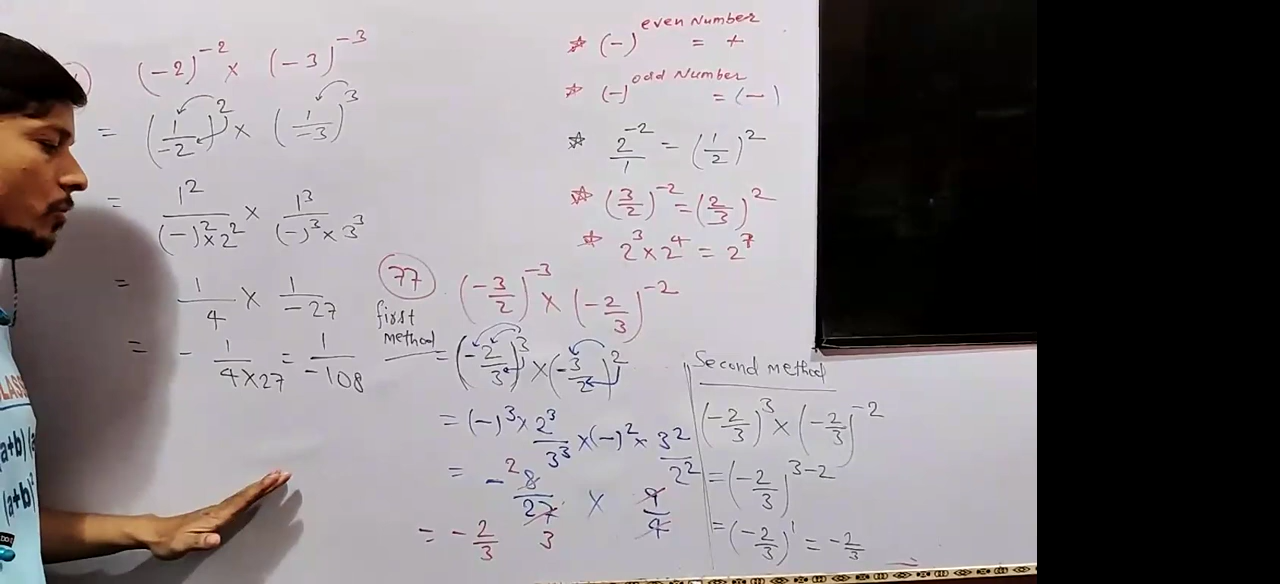 (-2)^-2 × (-3)^-3
= (1/-2)^2 × (1/-3)^3
= 1^2/((-)^2×2^2) × 1^3/((-)^3×3^3)
= 1/4 × 1/-27
= - 1/(4×27) = 1/-108
☆ (-)^even Number = +
☆ (-)^odd Number = (-)
☆ 2^-2/1 = (1/2)^2
☆ (3/2)^-2 = (2/3)^2
☆ 2^3 × 2^4 = 2^7
77 (-3/2)^-3 × (-2/3)^-2
first
method
= (-2/3)^3 × (-3/2)^2
= (-)^3 × 2^3/3^3 × (-)^2 × 3^2/2^2
= - 2 8/27 3 × 9/4
= - 2/3
Second method
(-2/3)^3 × (-2/3)^-2
= (-2/3)^3-2
= (-2/3)^1 = -2/3
(a+b)
(a+b)^2